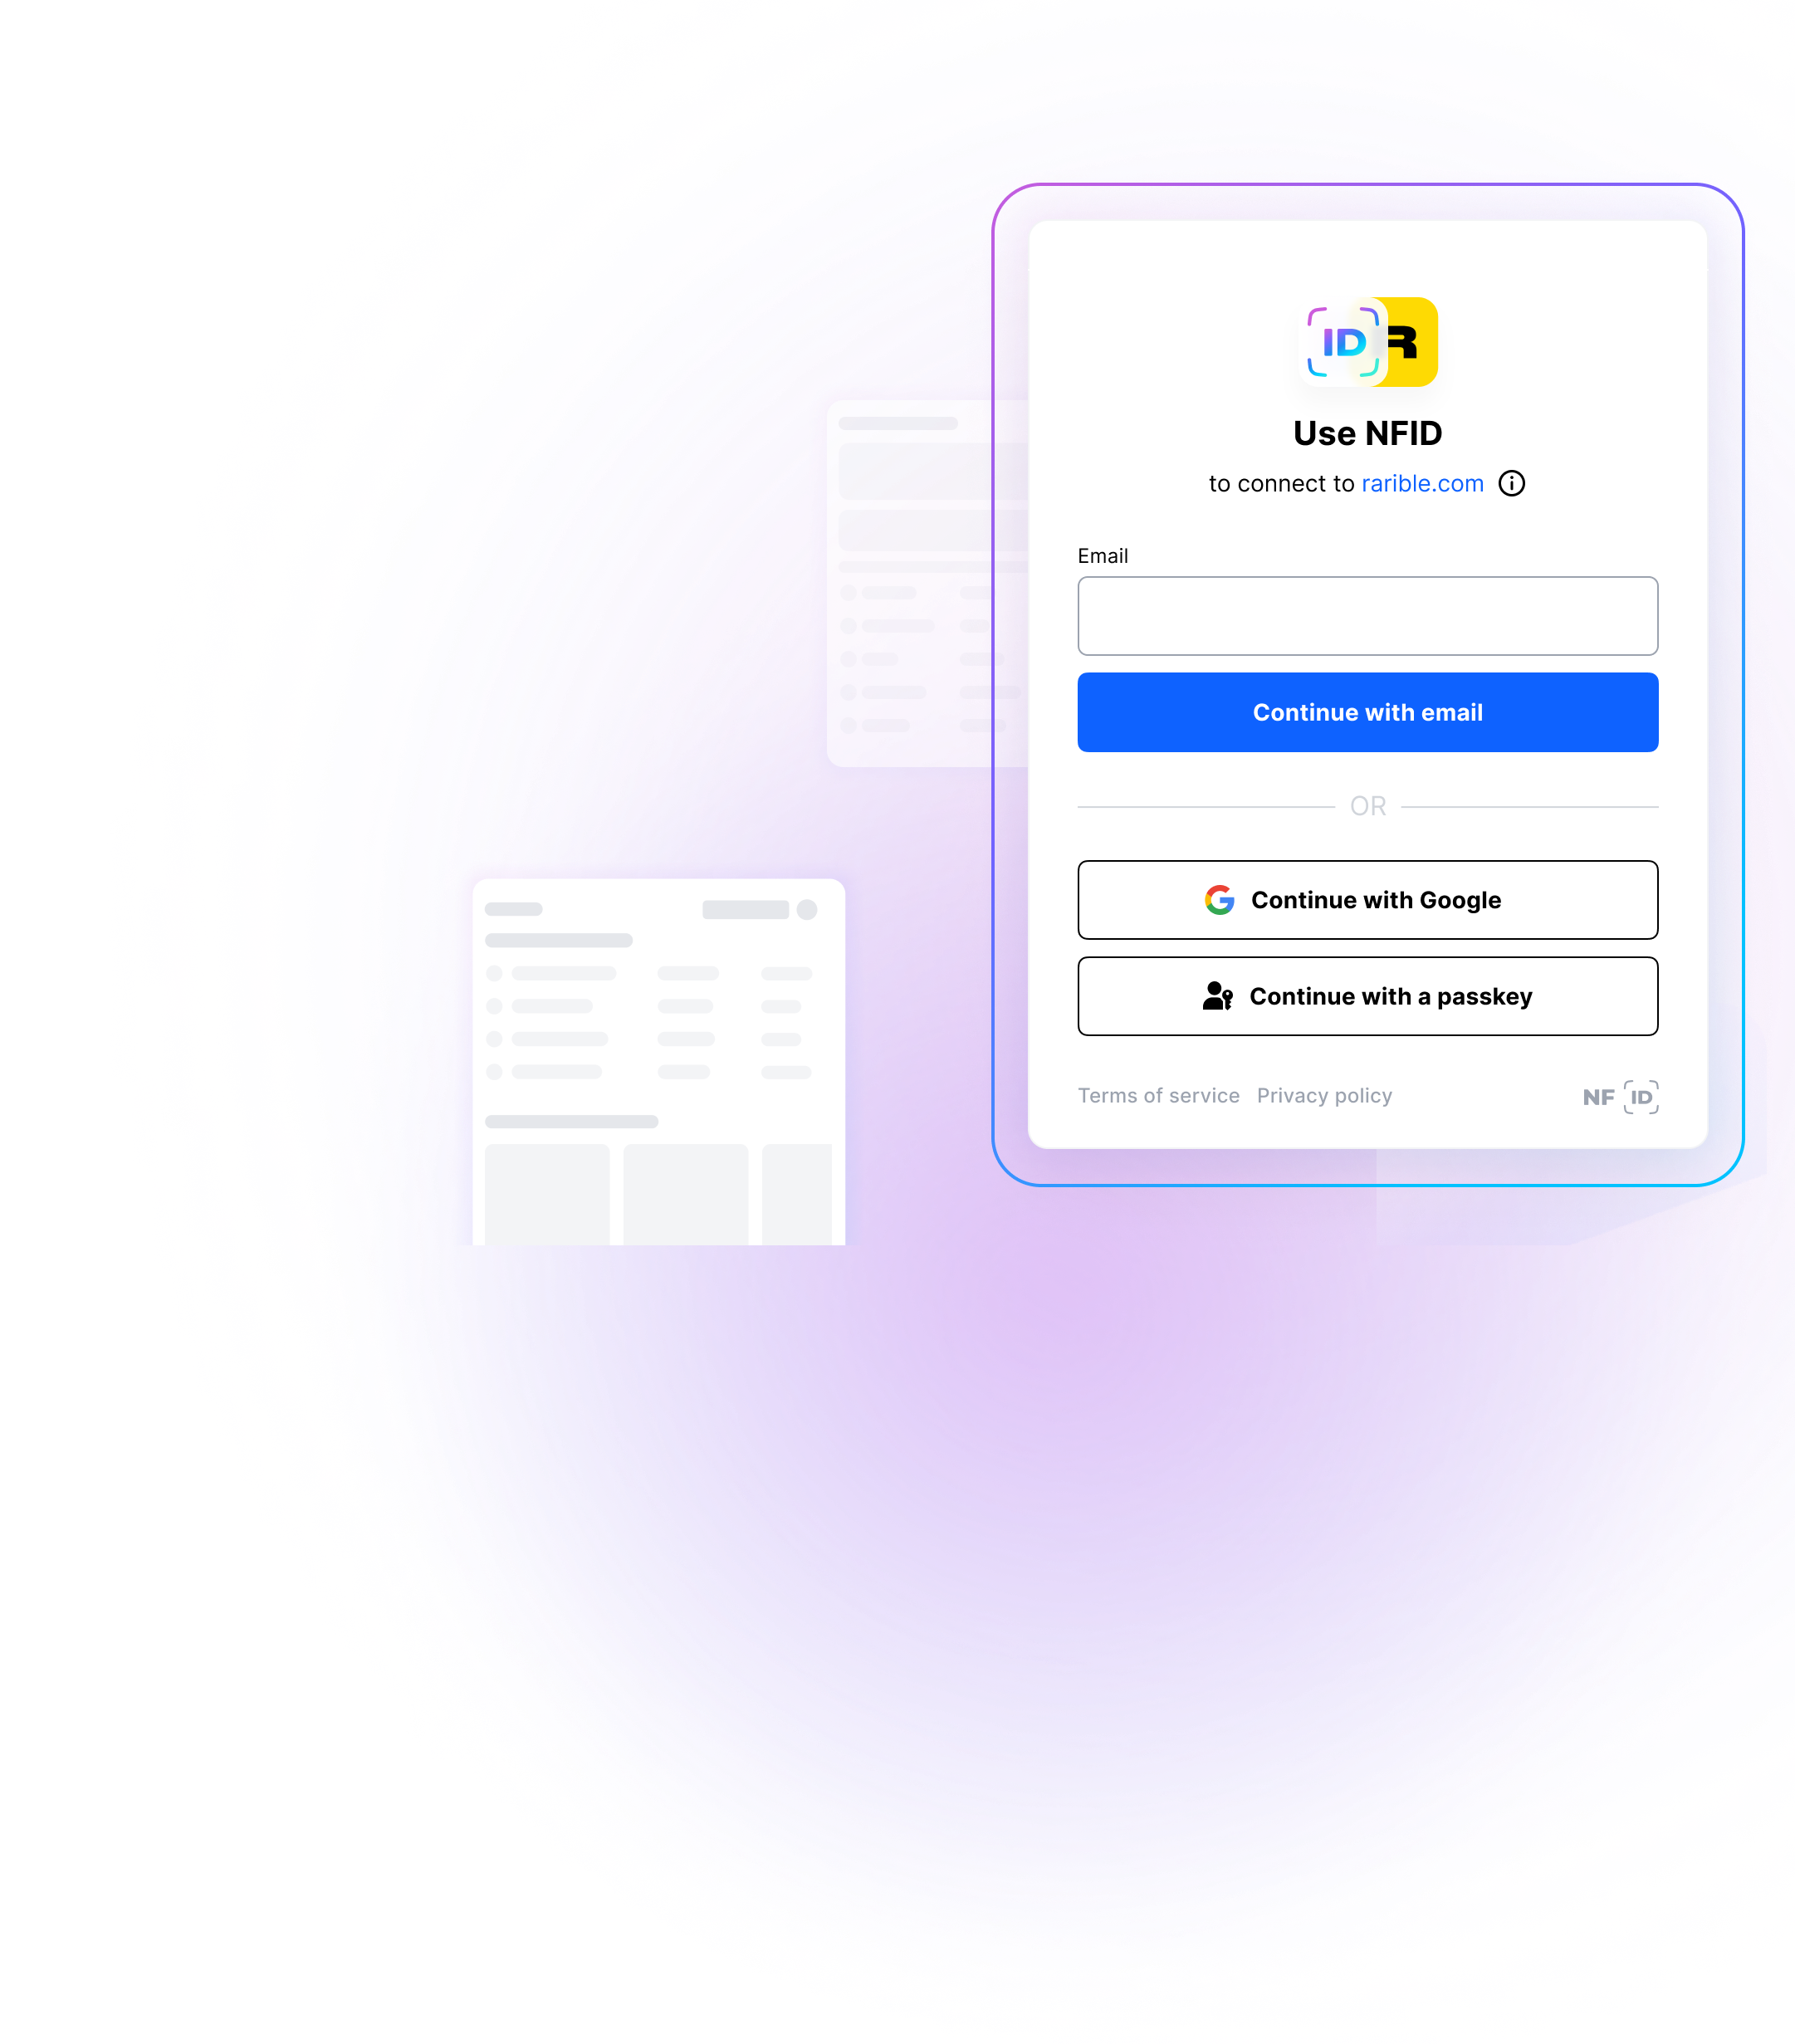 ID R
Use NFID
to connect to rarible.com
Email
Continue with email
OR
Continue with Google
Continue with a passkey
Terms of service Privacy policy NF ID